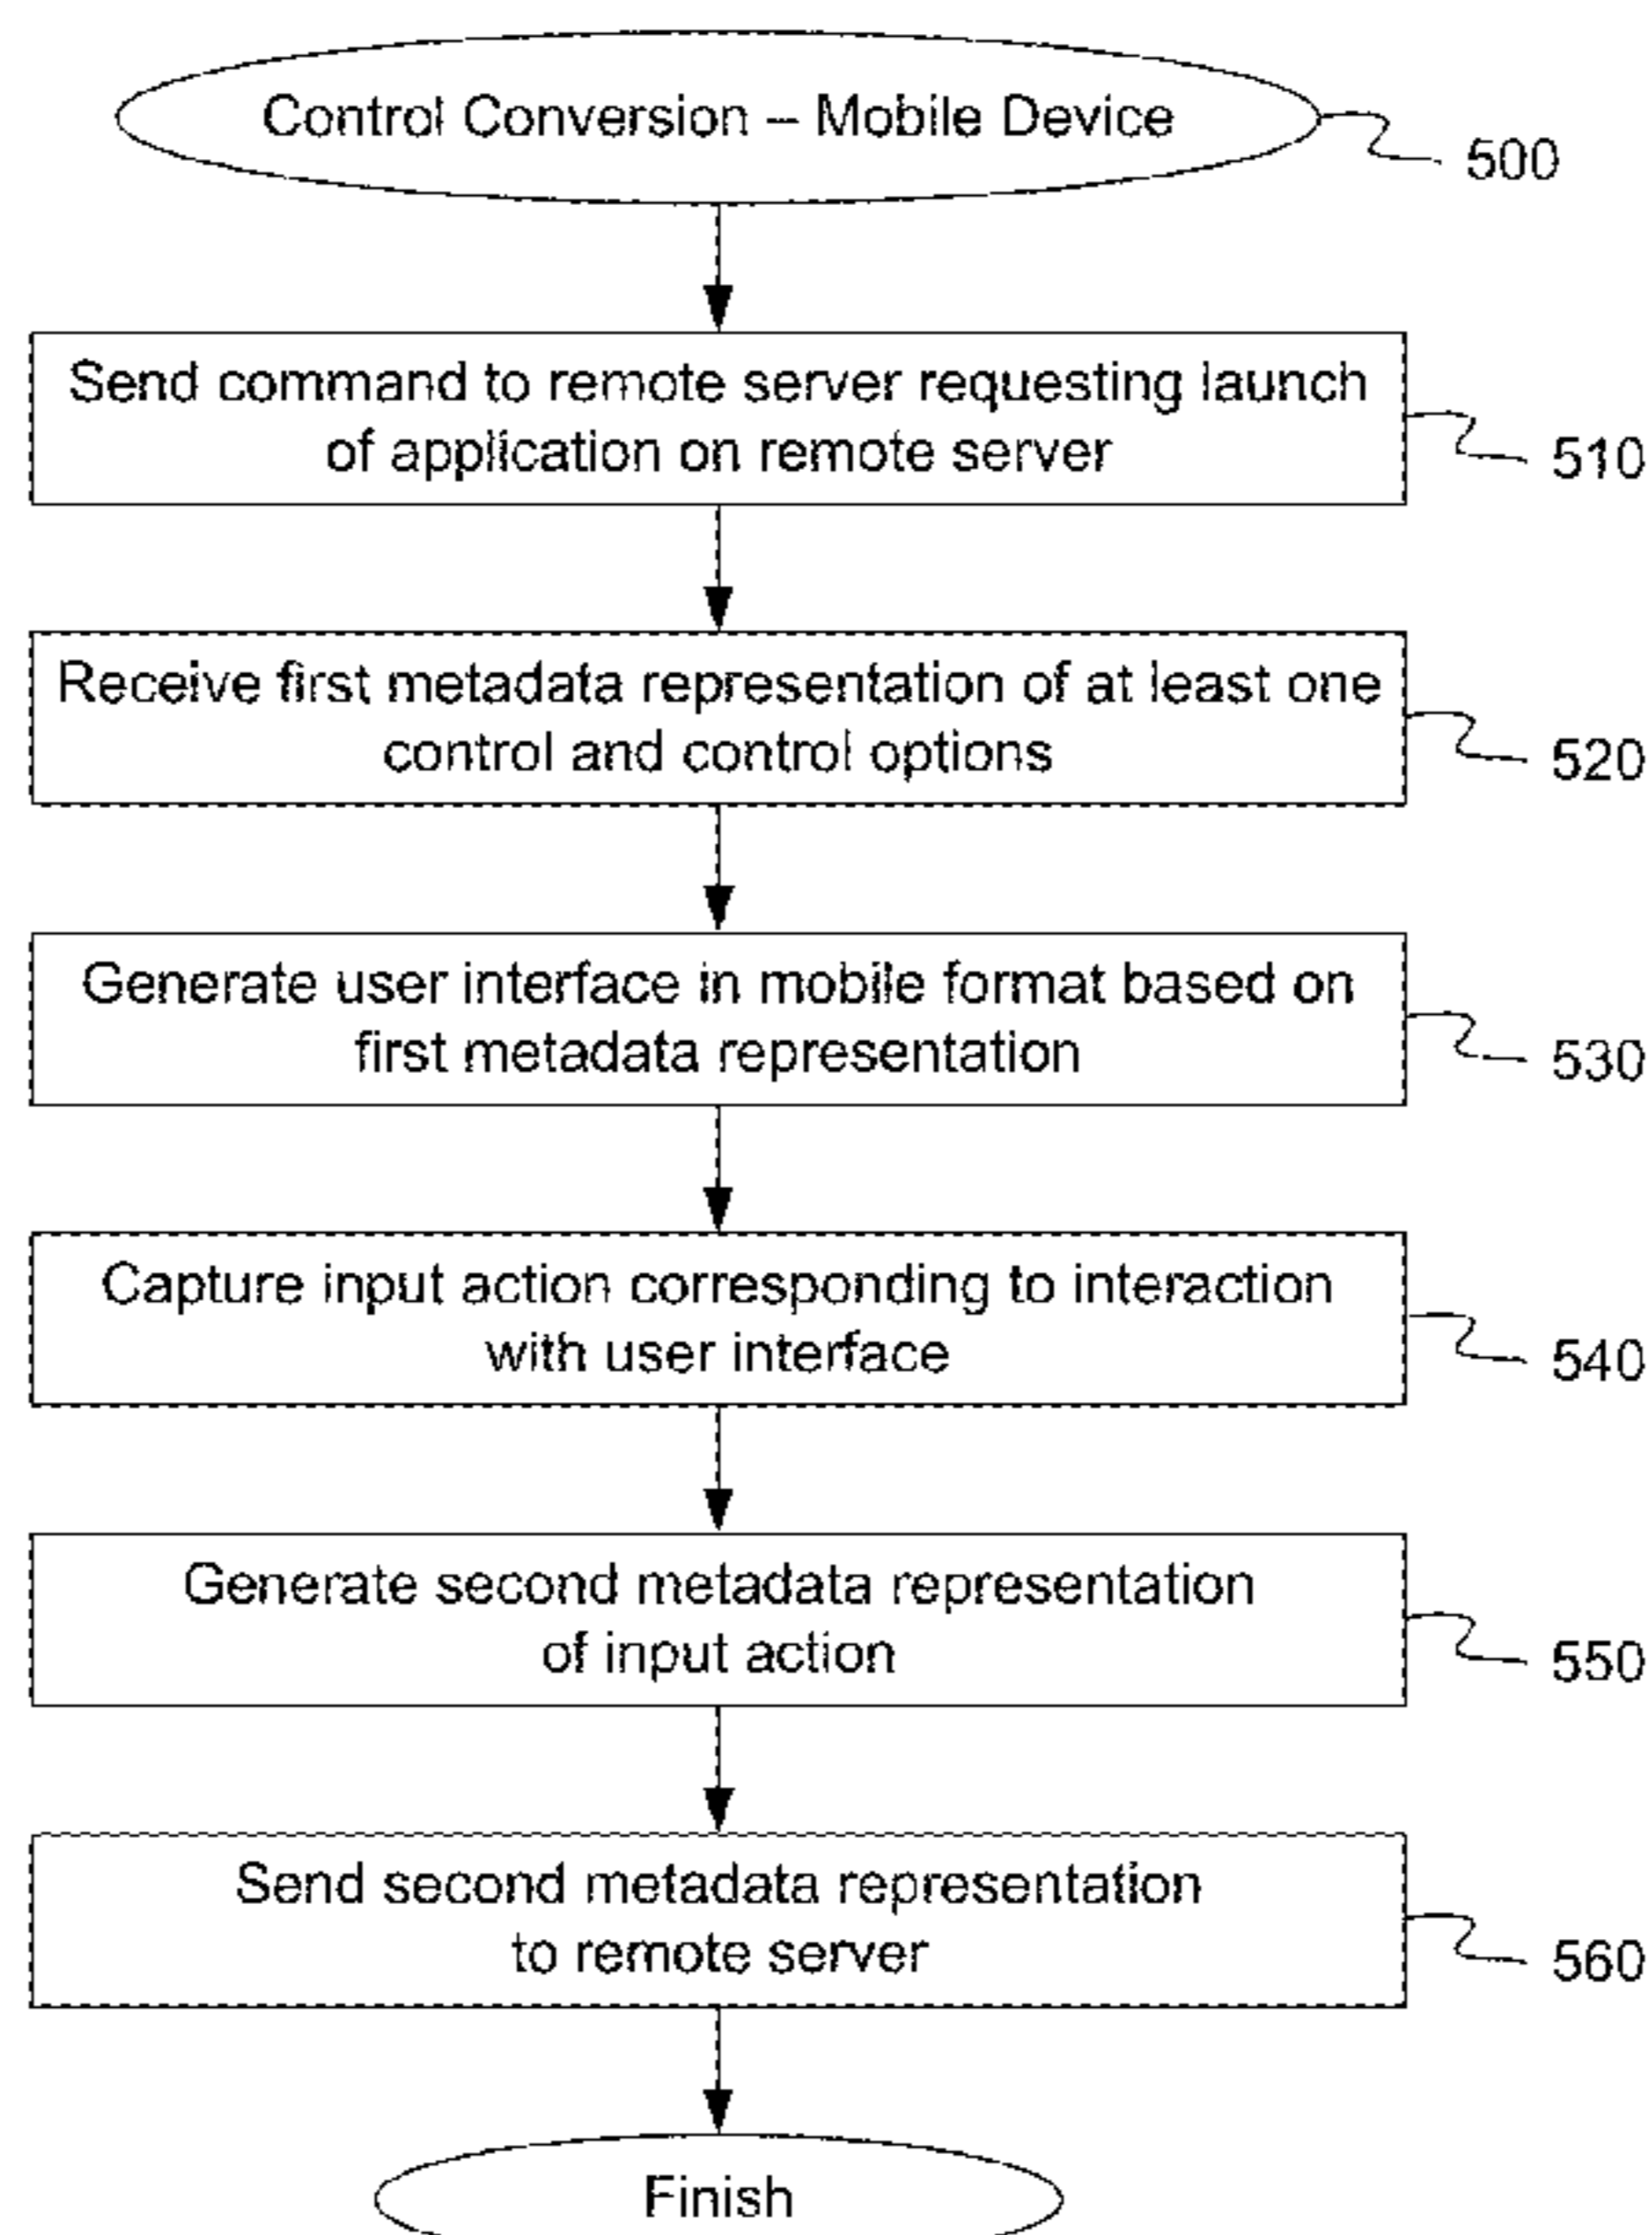 Control Conversion – Mobile Device
500
Send command to remote server requesting launch
of application on remote server
510
Receive first metadata representation of at least one
control and control options
520
Generate user interface in mobile format based on
first metadata representation
530
Capture input action corresponding to interaction
with user interface
540
Generate second metadata representation
of input action
550
Send second metadata representation
to remote server
560
Finish